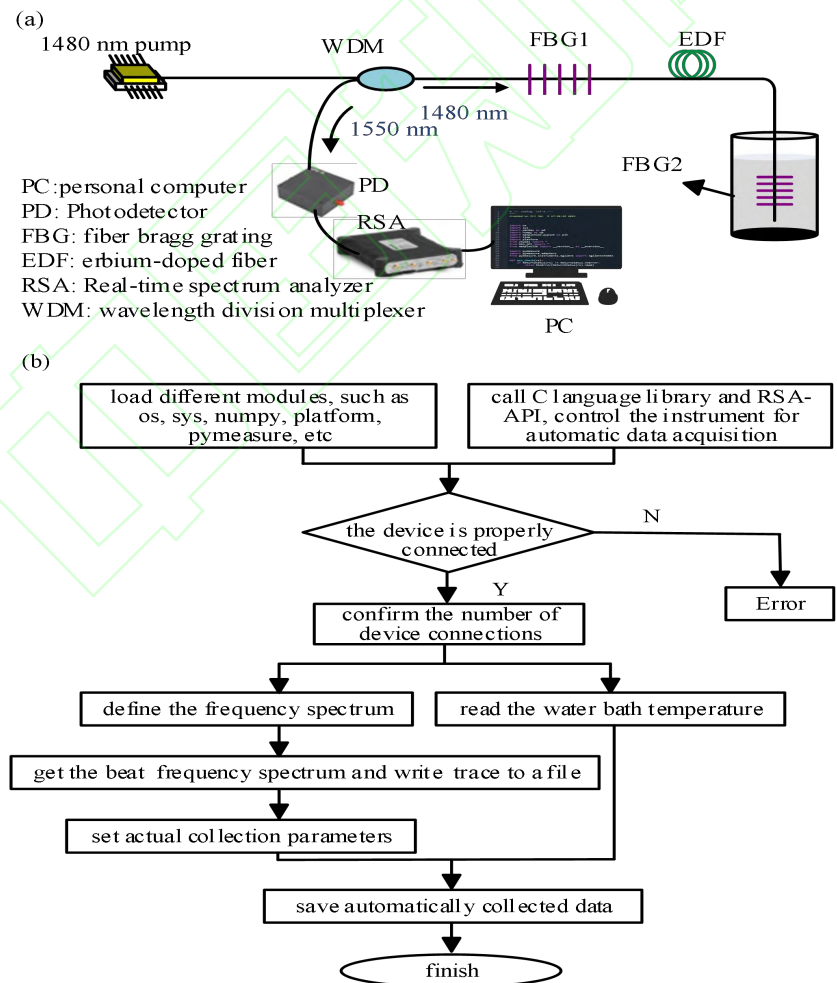 (a)
1480 nm pump
WDM
FBG1
EDF
1480 nm
1550 nm
PD
RSA
FBG2
PC
PC:personal computer
PD: Photodetector
FBG: fiber bragg grating
EDF: erbium-doped fiber
RSA: Real-time spectrum analyzer
WDM: wavelength division multiplexer
(b)
load different modules, such as
os, sys, numpy, platform,
pymeasure, etc
call C language library and RSA-
API, control the instrument for
automatic data acquisition
the device is properly
connected
N
Y
Error
confirm the number of
device connections
define the frequency spectrum
read the water bath temperature
get the beat frequency spectrum and write trace to a file
set actual collection parameters
save automatically collected data
finish